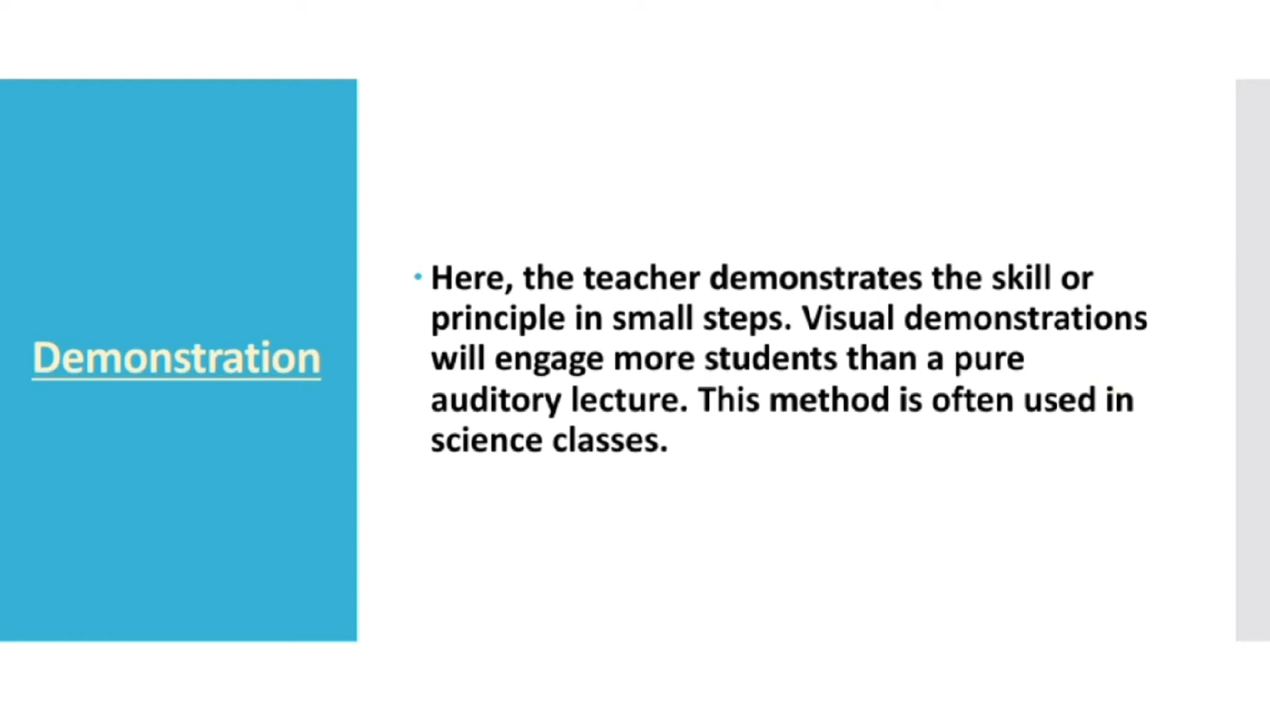 Demonstration
Here, the teacher demonstrates the skill or
principle in small steps. Visual demonstrations
will engage more students than a pure
auditory lecture. This method is often used in
science classes.